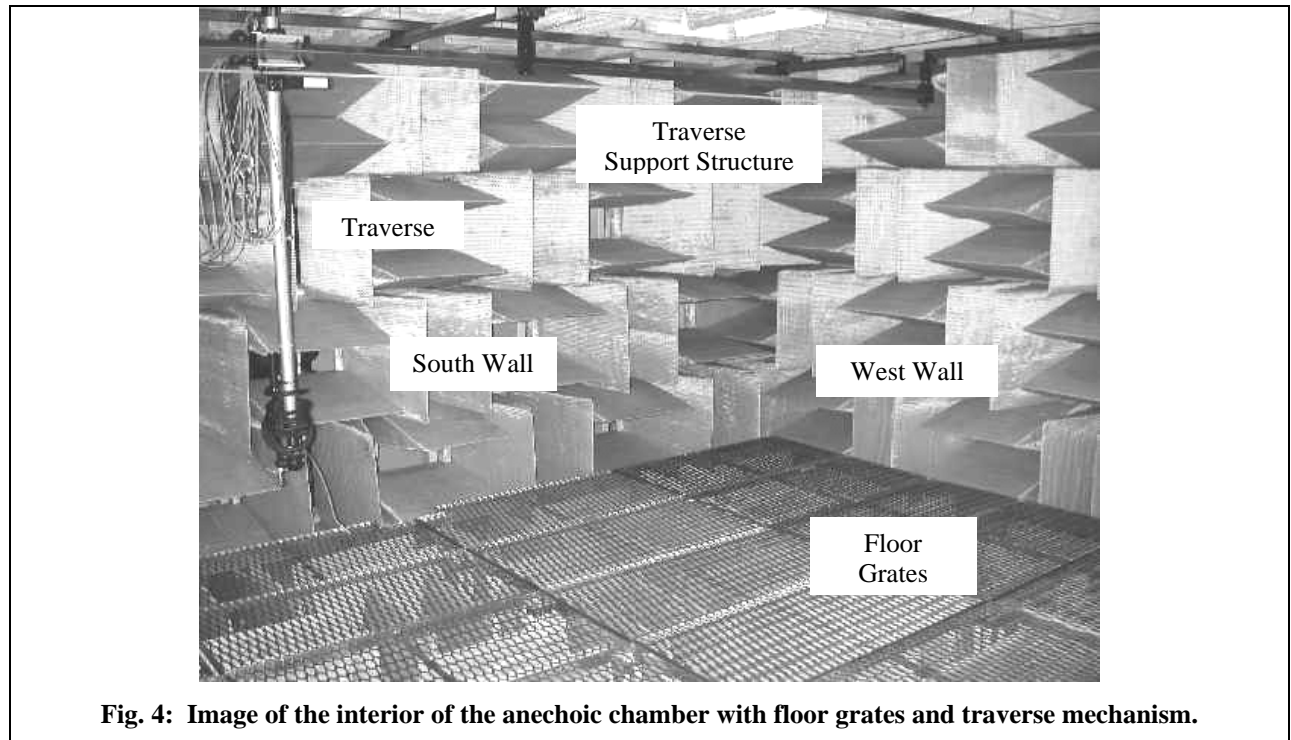 Traverse
Support Structure
Traverse
South Wall
West Wall
Floor
Grates
Fig. 4:  Image of the interior of the anechoic chamber with floor grates and traverse mechanism.